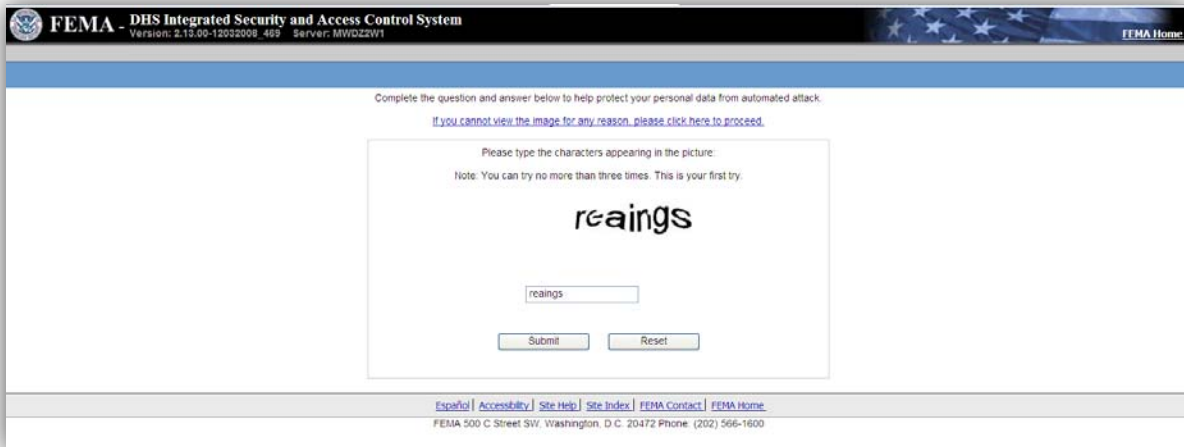 FEMA - DHS Integrated Security and Access Control System
Version: 2.13.00-12032008_469 Server: MWDZ2W1
FEMA Home
Complete the question and answer below to help protect your personal data from automated attack.
If you cannot view the image for any reason, please click here to proceed.
Please type the characters appearing in the picture:
Note: You can try no more than three times. This is your first try.
reaings
reaings
Submit Reset
Español | Accessibility | Site Help | Site Index | FEMA Contact | FEMA Home
FEMA 500 C Street SW, Washington, D.C. 20472 Phone: (202) 566-1600